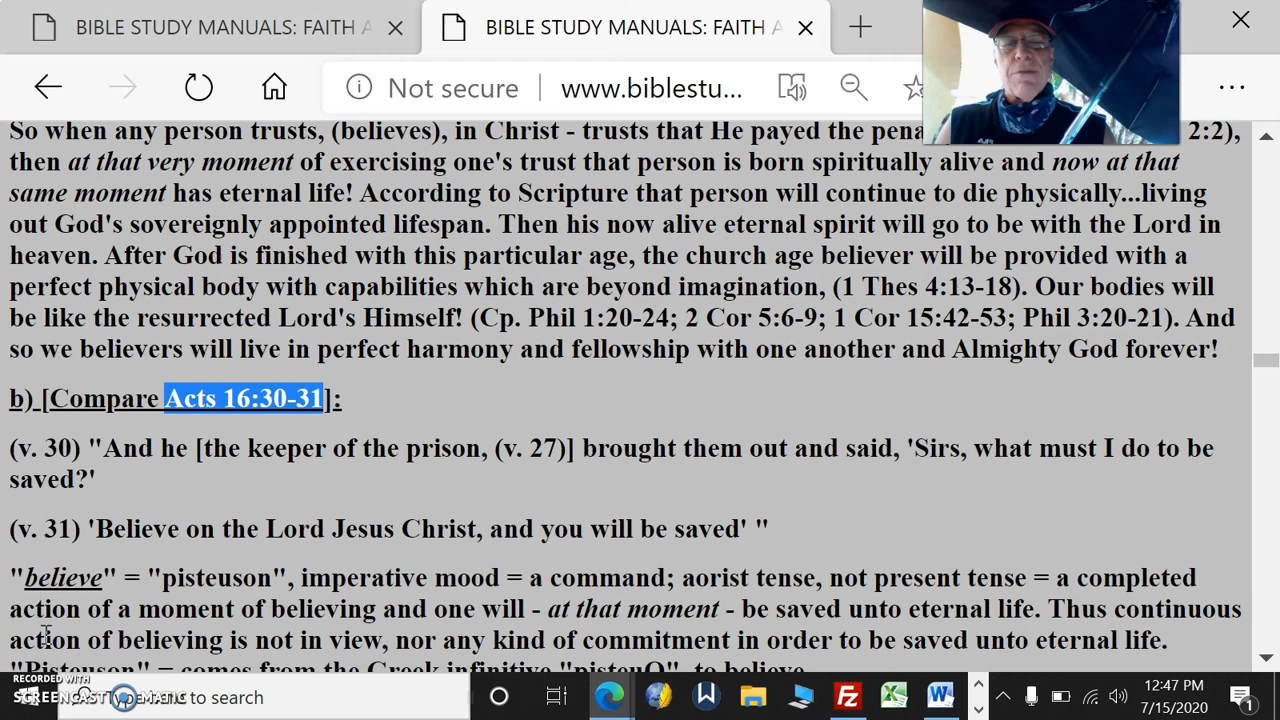 BIBLE STUDY MANUALS: FAITH A
BIBLE STUDY MANUALS: FAITH A
Not secure
www.biblestu...
So when any person trusts, (believes), in Christ - trusts that He payed the pena 2:2),
then at that very moment of exercising one's trust that person is born spiritually alive and now at that
same moment has eternal life! According to Scripture that person will continue to die physically...living
out God's sovereignly appointed lifespan. Then his now alive eternal spirit will go to be with the Lord in
heaven. After God is finished with this particular age, the church age believer will be provided with a
perfect physical body with capabilities which are beyond imagination, (1 Thes 4:13-18). Our bodies will
be like the resurrected Lord's Himself! (Cp. Phil 1:20-24; 2 Cor 5:6-9; 1 Cor 15:42-53; Phil 3:20-21). And
so we believers will live in perfect harmony and fellowship with one another and Almighty God forever!
b) [Compare Acts 16:30-31]:
(v. 30) "And he [the keeper of the prison, (v. 27)] brought them out and said, 'Sirs, what must I do to be
saved?'
(v. 31) 'Believe on the Lord Jesus Christ, and you will be saved' "
"believe" = "pisteuson", imperative mood = a command; aorist tense, not present tense = a completed
action of a moment of believing and one will - at that moment - be saved unto eternal life. Thus continuous
action of believing is not in view, nor any kind of commitment in order to be saved unto eternal life.
"Pisteuson" = comes from the Greek infinitive "pisteuO", to believe
RECORDED WITH
SCREENCAST MATIC
Type here to search
12:47 PM
7/15/2020
1